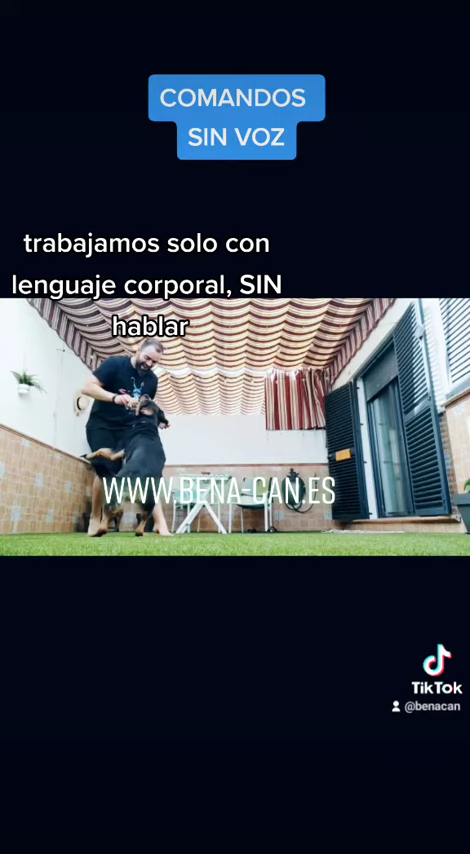 COMANDOS
SIN VOZ
trabajamos solo con
lenguaje corporal, SIN
hablar
WWW.BENA-CAN.ES
TikTok
@benacan